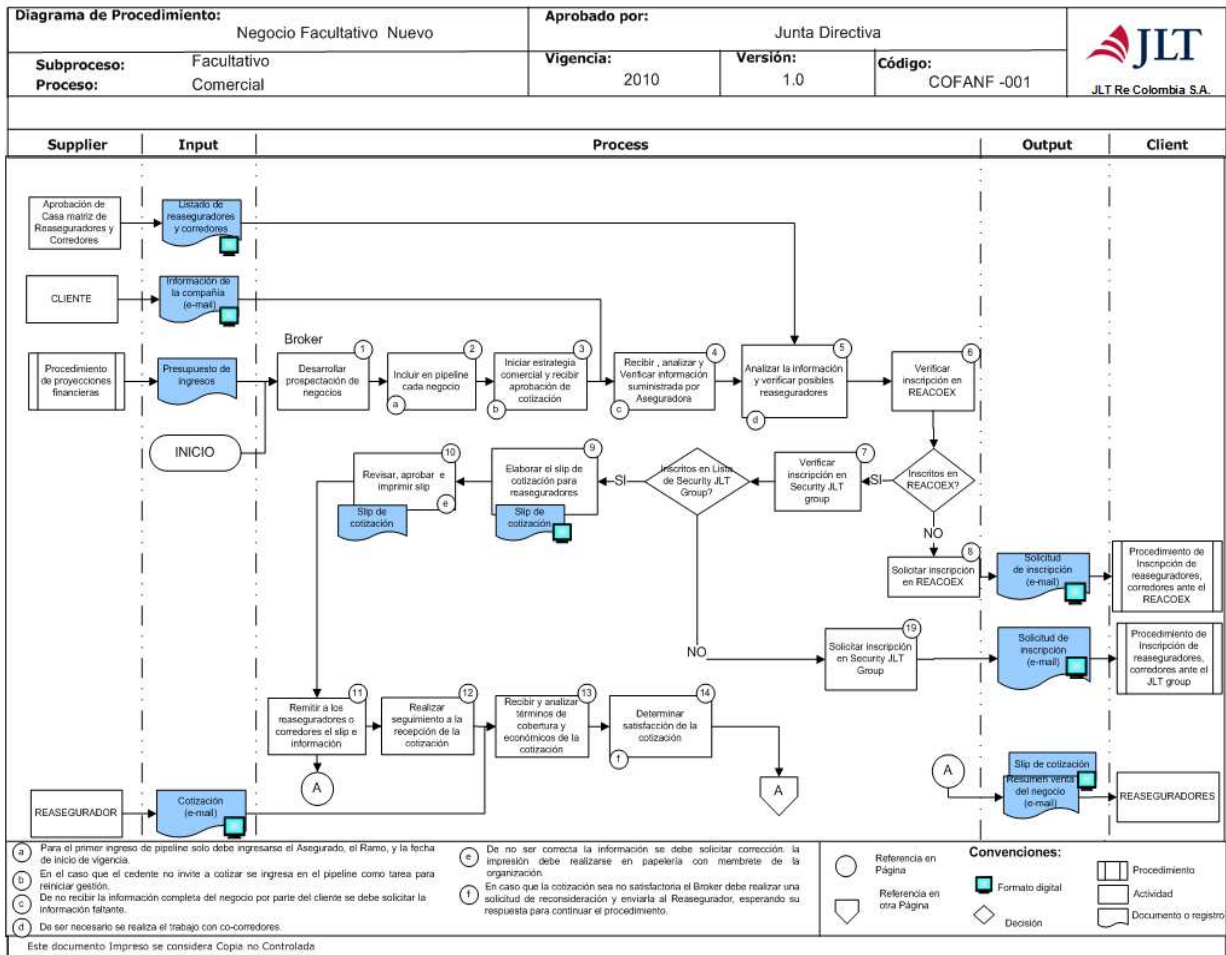 Diagrama de Procedimiento:
Negocio Facultativo Nuevo
Aprobado por:
Junta Directiva
JLT
JLT Re Colombia S.A.
Subproceso:
Facultativo
Proceso:
Comercial
Vigencia:
2010
Versión:
1.0
Código:
COFANF -001
Supplier
Input
Process
Output
Client
Aprobación de
Casa matriz de
Reaseguradores y
Corredores
Listado de
reaseguradores
y corredores
CLIENTE
Información de
la compañía
(e-mail)
Procedimiento
de proyecciones
financieras
Presupuesto de
ingresos
INICIO
Broker
1
Desarrollar
prospectación de
negocios
2
Incluir en pipeline
cada negocio
a
3
Iniciar estrategia
comercial y recibir
aprobación de
cotización
b
4
Recibir , analizar y
Verificar información
suministrada por
Aseguradora
c
5
Analizar la información
y verificar posibles
reaseguradores
d
6
Verificar
inscripción en
REACOEX
Inscritos en
REACOEX?
SI
NO
7
Verificar
inscripción en
Security JLT
group
Inscritos en Lista
de Security JLT
Group?
SI
NO
9
Elaborar el slip de
cotización para
reaseguradores
Slip de
cotización
10
Revisar, aprobar e
imprimir slip
e
Slip de
cotización
8
Solicitar inscripción
en REACOEX
Solicitud
de inscripción
(e-mail)
Procedimiento de
Inscripción de
reaseguradores,
corredores ante el
REACOEX
19
Solicitar inscripción
en Security JLT
Group
Solicitud de
inscripción
(e-mail)
Procedimiento de
Inscripción de
reaseguradores,
corredores ante el
JLT group
11
Remitir a los
reaseguradores o
corredores el slip e
información
A
12
Realizar
seguimiento a la
recepción de la
cotización
13
Recibir y analizar
términos de
cobertura y
económicos de la
cotización
14
Determinar
satisfacción de la
cotización
f
A
A
Slip de cotización
Resumen venta
del negocio
(e-mail)
REASEGURADORES
REASEGURADOR
Cotización
(e-mail)
a Para el primer ingreso de pipeline solo debe ingresarse el Asegurado, el Ramo, y la fecha
de inicio de vigencia.
b En el caso que el cedente no invite a cotizar se ingresa en el pipeline como tarea para
reiniciar gestión.
c De no recibir la información completa del negocio por parte del cliente se debe solicitar la
información faltante.
d De ser necesario se realiza el trabajo con co-corredores.
e De no ser correcta la información se debe solicitar corrección. la
impresión debe realizarse en papelería con membrete de la
organización.
f En caso que la cotización sea no satisfactoria el Broker debe realizar una
solicitud de reconsideración y enviarla al Reasegurador, esperando su
respuesta para continuar el procedimiento.
Convenciones:
Referencia en
Página
Referencia en
otra Página
Formato digital
Decisión
Procedimiento
Actividad
Documento o registro
Este documento Impreso se considera Copia no Controlada